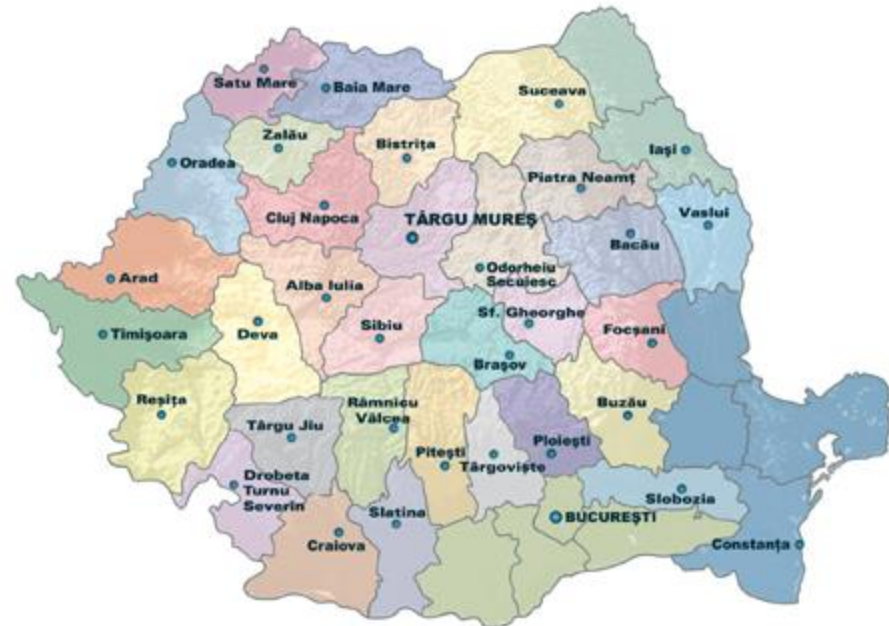 Satu Mare
Baia Mare
Suceava
Zalău
Bistrița
Iași
Oradea
Piatra Neamț
Cluj Napoca
TÂRGU MUREȘ
Vaslui
Bacău
Arad
Alba Iulia
Odorheiu
Secuiesc
Timișoara
Deva
Sibiu
Sf. Gheorghe
Focșani
Brașov
Reșița
Râmnicu
Vâlcea
Buzău
Târgu Jiu
Pitești
Târgoviște
Ploiești
Drobeta
Turnu
Severin
Slatina
Slobozia
BUCUREȘTI
Craiova
Constanța